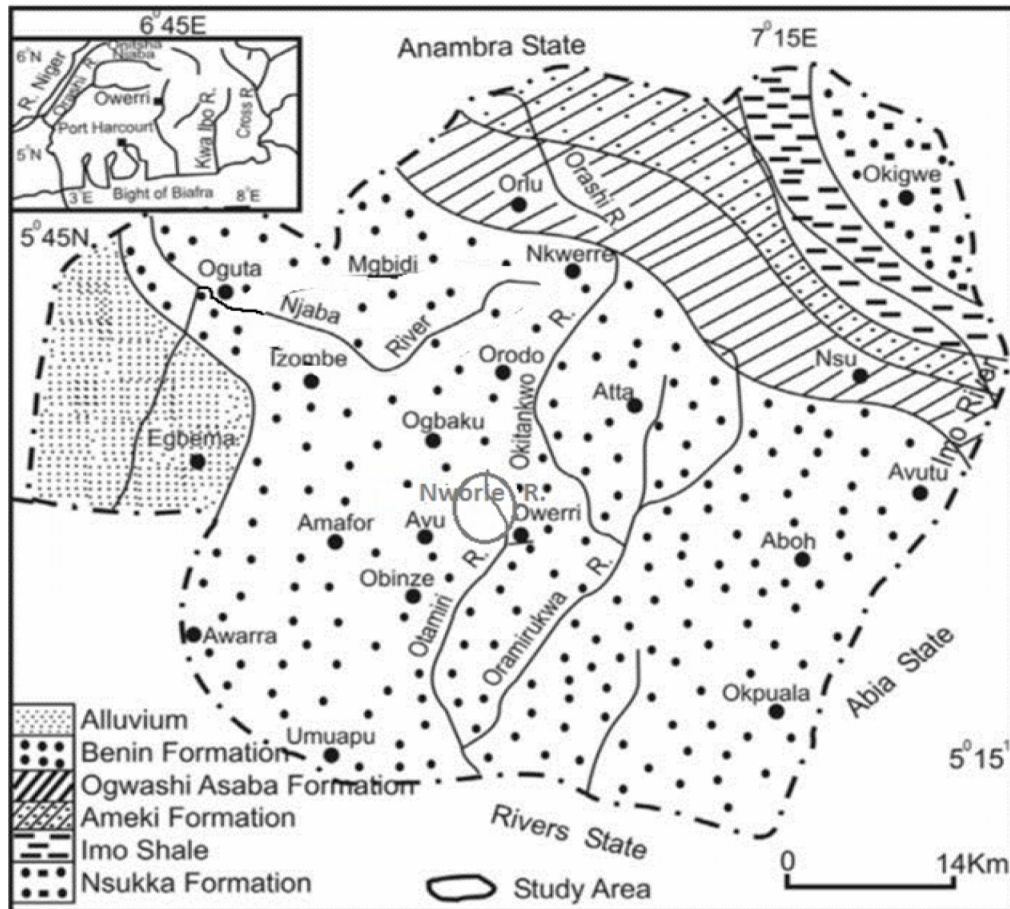 6°45E
7°15E
Anambra State
6°N
R. Niger
Orashi R.
Onitsha
Njaba
Owerri
Port Harcourt
Kwa Ibo R.
Cross R.
5°N
3°E
Bight of Biafra
8°E
5°45N
Okigwe
Orlu
Orashi R.
Nkwerre
Oguta
Mgbidi
Njaba River
Izombe
Orodo
Okitankwo R.
Atta
Nsu
Imo River
Ogbaku
Egbema
Avutu
Nworie R.
Owerri
Amafor
Avu
Aboh
Obinze
Otamiri R.
Oramirukwa R.
Awarra
Okpuala
Abia State
Umuapu
5°15'
Rivers State
Alluvium
Benin Formation
Ogwashi Asaba Formation
Ameki Formation
Imo Shale
Nsukka Formation
Study Area
0 14Km